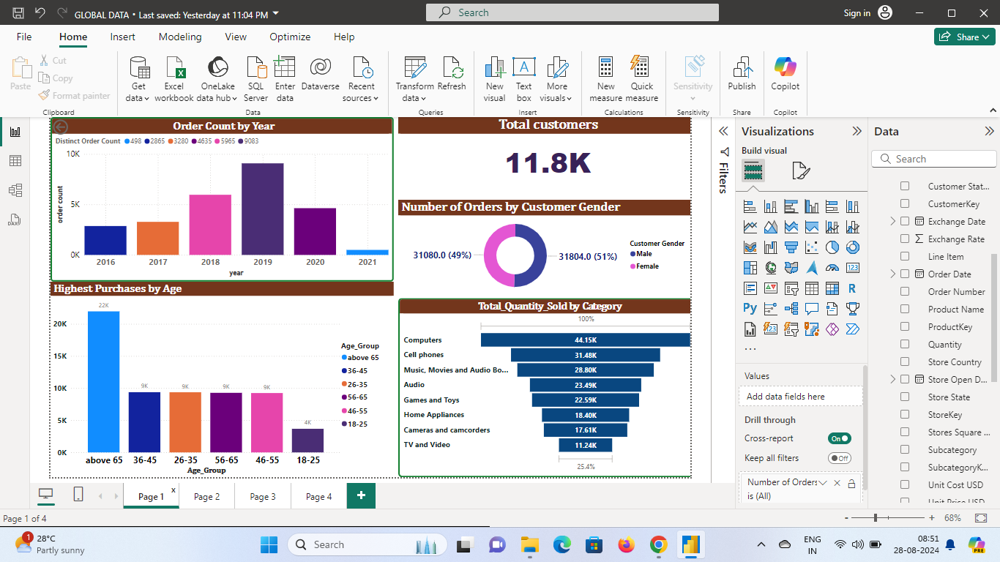 GLOBAL DATA • Last saved: Yesterday at 11:04 PM
Search
Sign in
File
Home
Insert
Modeling
View
Optimize
Help
Share
Paste
Cut
Copy
Format painter
Clipboard
Get data
Excel workbook
OneLake data hub
SQL Server
Enter data
Dataverse
Recent sources
Data
Transform data
Refresh
Queries
New visual
Text box
More visuals
Insert
New measure
Quick measure
Calculations
Sensitivity
Sensitivity
Publish
Share
Copilot
Copilot
Order Count by Year
Distinct Order Count 498 2865 3280 4635 5965 9083
10K
5K
0K
order count
2016 2017 2018 2019 2020 2021
year
Total customers
11.8K
Number of Orders by Customer Gender
31080.0 (49%)
31804.0 (51%)
Customer Gender
Male
Female
Highest Purchases by Age
20K
15K
10K
5K
0K
22K
9K
9K
9K
9K
4K
above 65 36-45 26-35 56-65 46-55 18-25
Age_Group
Age_Group
above 65
36-45
26-35
56-65
46-55
18-25
Total_Quantity_Sold by Category
100%
Computers 44.15K
Cell phones 31.48K
Music, Movies and Audio Bo... 28.80K
Audio 23.49K
Games and Toys 22.59K
Home Appliances 18.40K
Cameras and camcorders 17.61K
TV and Video 11.24K
25.4%
Filters
Visualizations
Build visual
123
R
Py
123
...
Values
Add data fields here
Drill through
Cross-report On
Keep all filters Off
Number of Orders
is (All)
Data
Search
Customer Stat...
CustomerKey
Exchange Date
Exchange Rate
Line Item
Order Date
Order Number
Product Name
ProductKey
Quantity
Store Country
Store Open D...
Store State
StoreKey
Stores Square ...
Subcategory
SubcategoryK...
Unit Cost USD
Unit Price USD
DAX
Page 1 x
Page 2
Page 3
Page 4
+
Page 1 of 4
- + 68%
1
28°C
Partly sunny
Search
ENG
IN
08:51
28-08-2024
PRE